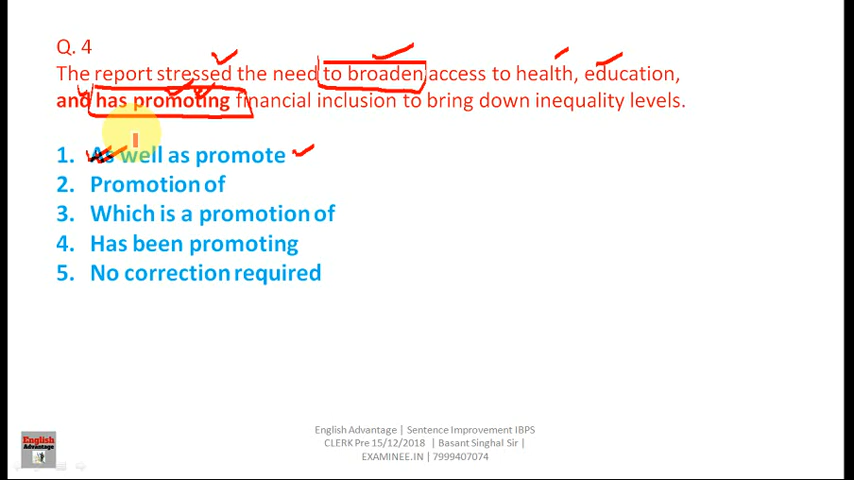 Q. 4
The report stressed the need to broaden access to health, education,
and has promoting financial inclusion to bring down inequality levels.
1. As well as promote
2. Promotion of
3. Which is a promotion of
4. Has been promoting
5. No correction required
English Advantage | Sentence Improvement IBPS
CLERK Pre 15/12/2018 | Basant Singhal Sir |
EXAMINEE.IN | 7999407074
English
Advantage